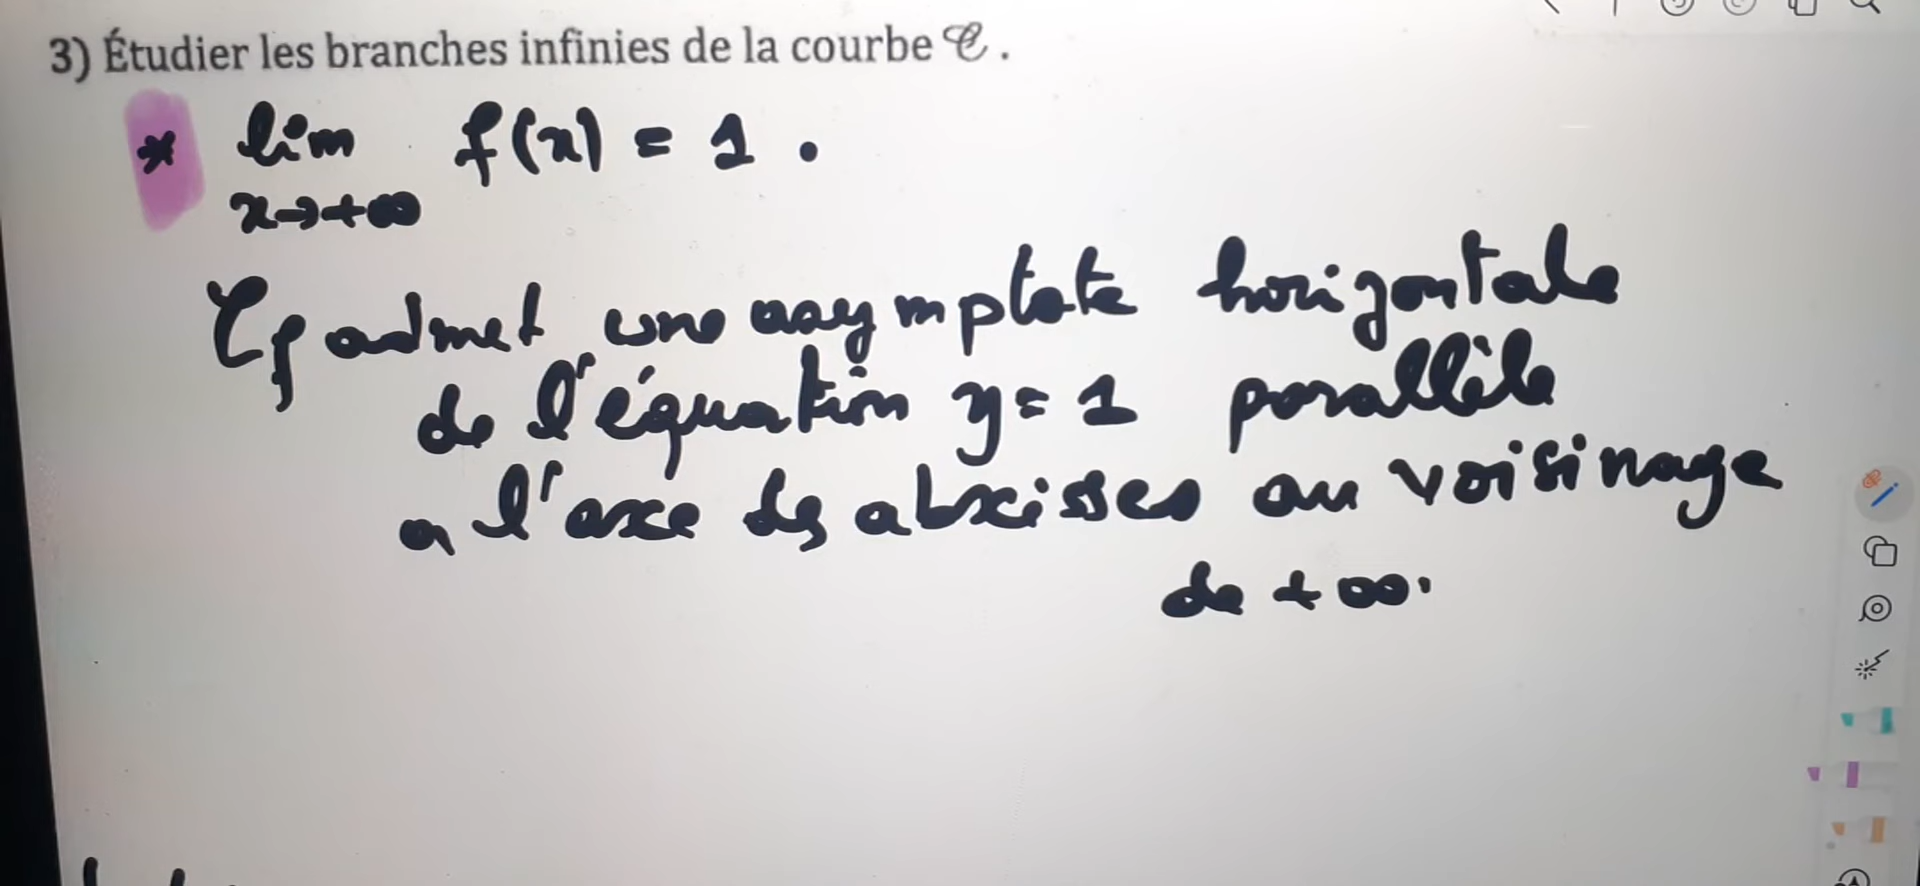 3) Étudier les branches infinies de la courbe 𝒞.
* lim f(x) = 1 .
x→+∞
𝒞f admet une asymptote horizontale
de l'équation y = 1 parallèle
a l'axe des abscisses au voisinage
de +∞.